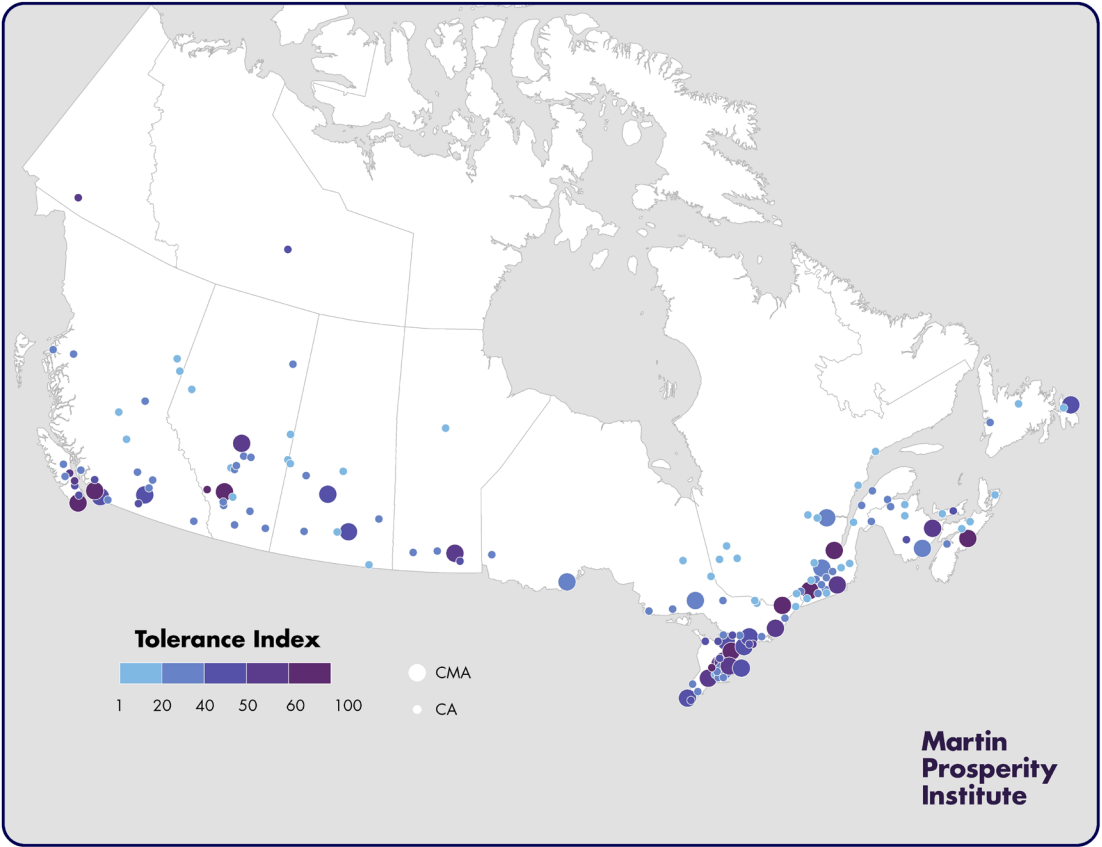 Tolerance Index
1 20 40 50 60 100
CMA
CA
Martin
Prosperity
Institute